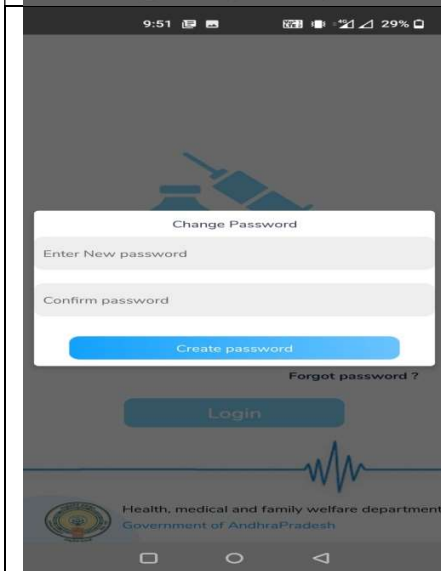 9:51 29%
Change Password
Enter New password
Confirm password
Create password
Forgot password ?
Login
Health, medical and family welfare department
Government of AndhraPradesh